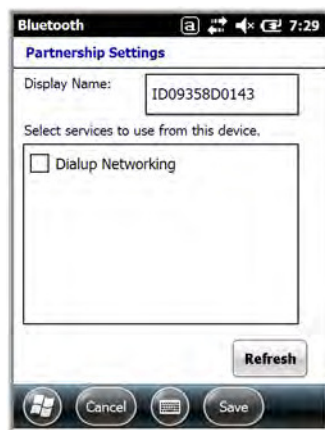 Bluetooth a 7:29
Partnership Settings
Display Name: ID09358D0143
Select services to use from this device.
Dialup Networking
Refresh
Cancel Save